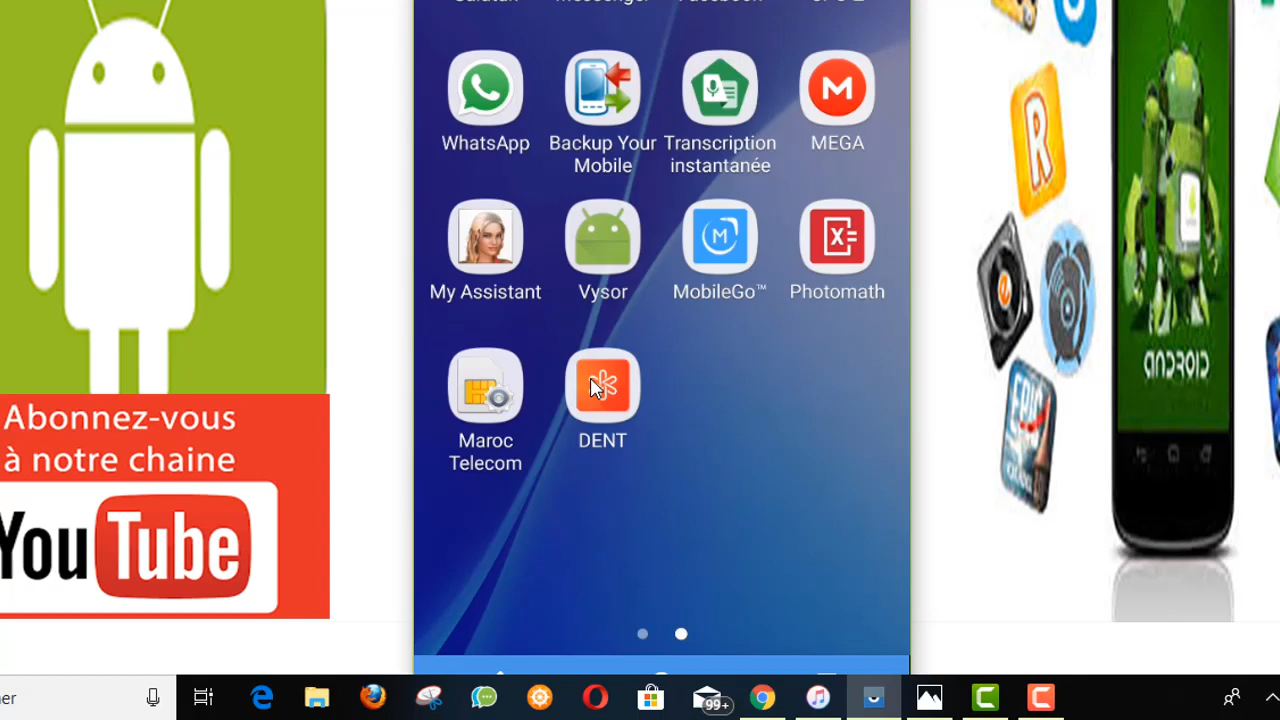 WhatsApp
Backup Your
Mobile
Transcription
instantanée
MEGA
My Assistant
Vysor
MobileGo™
Photomath
Maroc
Telecom
DENT
Abonnez-vous
à notre chaine
YouTube
ANDROID
99+